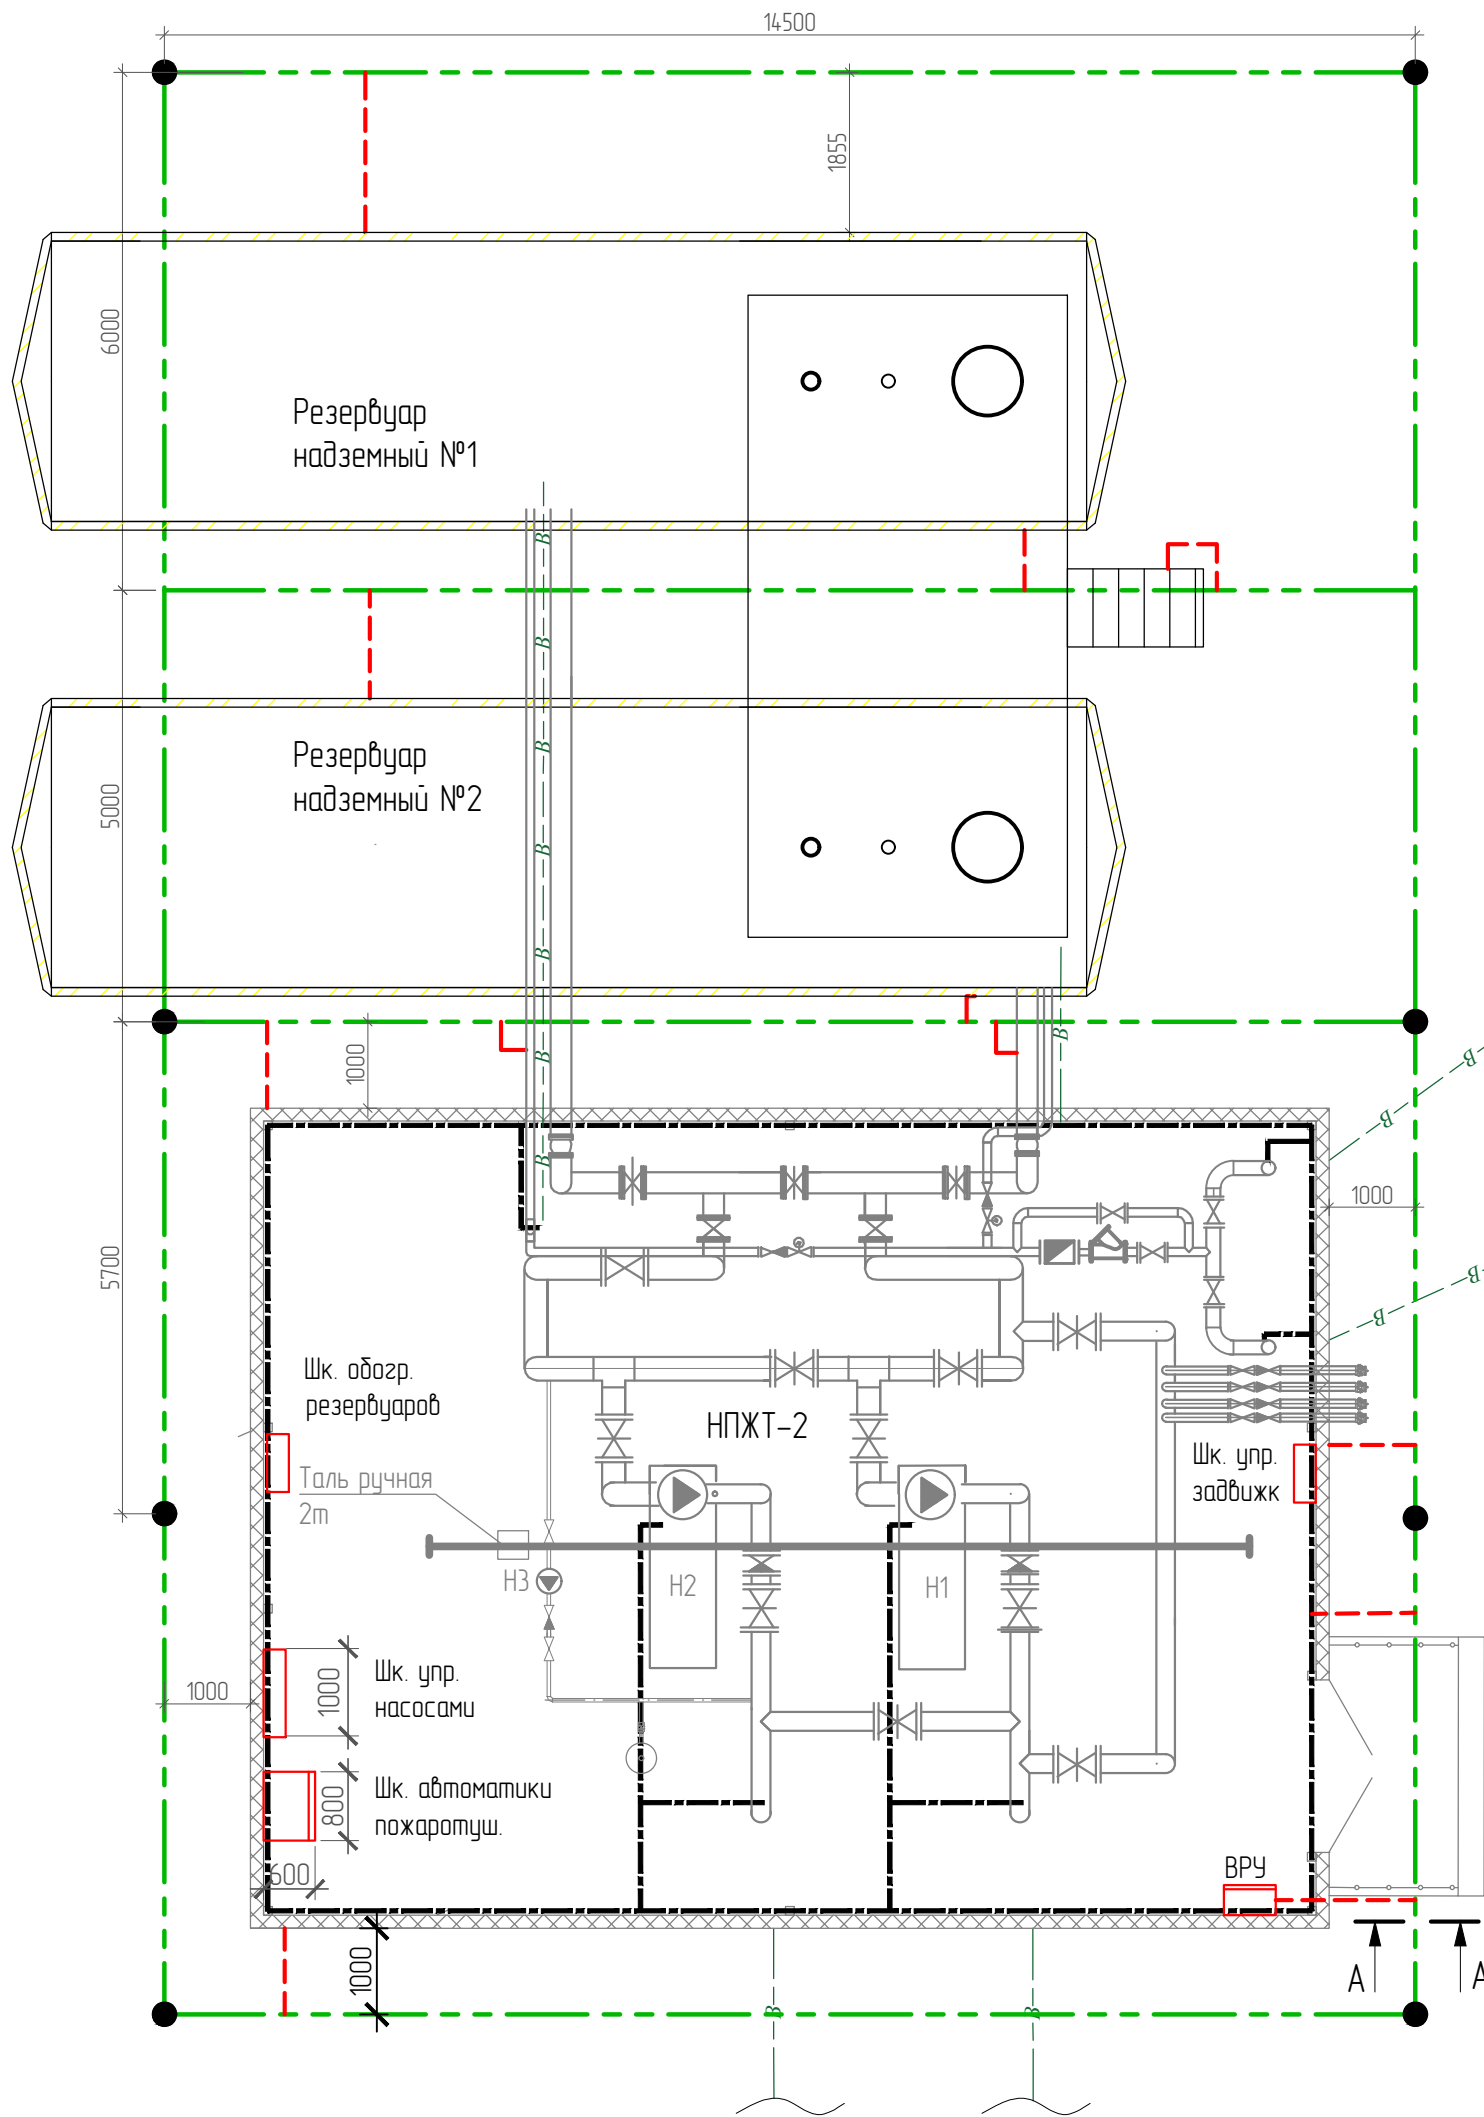 14500
1855
6000
Резервуар
надземный №1
В
В
Резервуар
надземный №2
В
5000
В
В
В
В
В
1000
В
В
1000
5700
В
В
Шк. обогр.
резервуаров
НПЖТ-2
Шк. упр.
задвижк
Таль ручная
2т
Н3
Н2
Н1
1000
1000
Шк. упр.
насосами
800
Шк. автоматики
пожаротуш.
600
ВРУ
1000
А
А
В
В